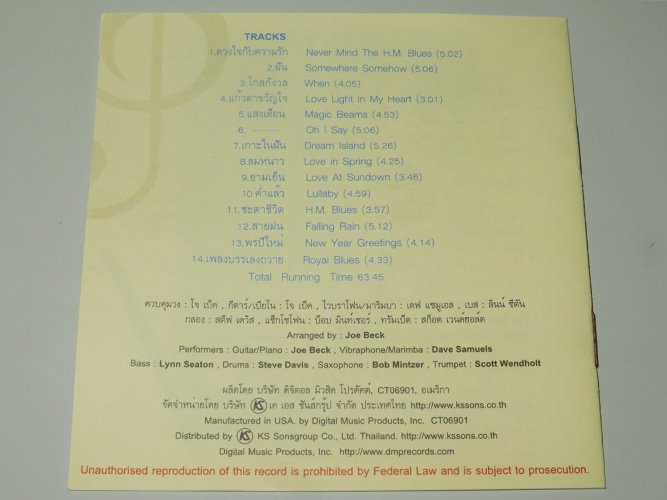 TRACKS
1.ดวงใจกับความรัก Never Mind The H.M. Blues (5.02)
2.ฝัน Somewhere Somehow (5.06)
3.ไกลกังวล When (4.05)
4.แก้วตาขวัญใจ Love Light in My Heart (3.01)
5.แสงเดือน Magic Beams (4.53)
6. —— Oh I Say (5.06)
7.เกาะในฝัน Dream Island (5.26)
8.ลมหนาว Love in Spring (4.25)
9.ยามเย็น Love At Sundown (3:46)
10.ค่ำแล้ว Lullaby (4.59)
11.ชะตาชีวิต H.M. Blues (3:57)
12.สายฝน Falling Rain (5.12)
13.พรปีใหม่ New Year Greetings (4.14)
14.เพลงบรรเลงถวาย Royal Blues (4.33)
Total Running Time 63.45
ควบคุมวง : โจ เบ็ค , กีตาร์/เปียโน : โจ เบ็ค , ไวบราโฟน/มาริมบา : เดฟ แซมูเอล , เบส : ลินน์ ซีตัน
กลอง : สตีฟ เดวิส , แซ็กโซโฟน : บ็อบ มินท์เซอร์ , ทรัมเป็ต : สก็อต เวนด์ฮอล์ต
Arranged by : Joe Beck
Performers : Guitar/Piano : Joe Beck , Vibraphone/Marimba : Dave Samuels
Bass : Lynn Seaton , Drums : Steve Davis , Saxophone : Bob Mintzer , Trumpet : Scott Wendholt
ผลิตโดย บริษัท ดิจิตอล มิวสิค โปรดัคต์, CT06901, อเมริกา
จัดจำหน่ายโดย บริษัท KS เค เอส ซันส์กรุ๊ป จำกัด ประเทศไทย http://www.kssons.co.th
Manufactured in USA. by Digital Music Products, Inc. CT06901
Distributed by KS KS Sonsgroup Co., Ltd. Thailand. http://www.kssons.co.th
Digital Music Products, Inc. http://www.dmprecords.com
Unauthorised reproduction of this record is prohibited by Federal Law and is subject to prosecution.